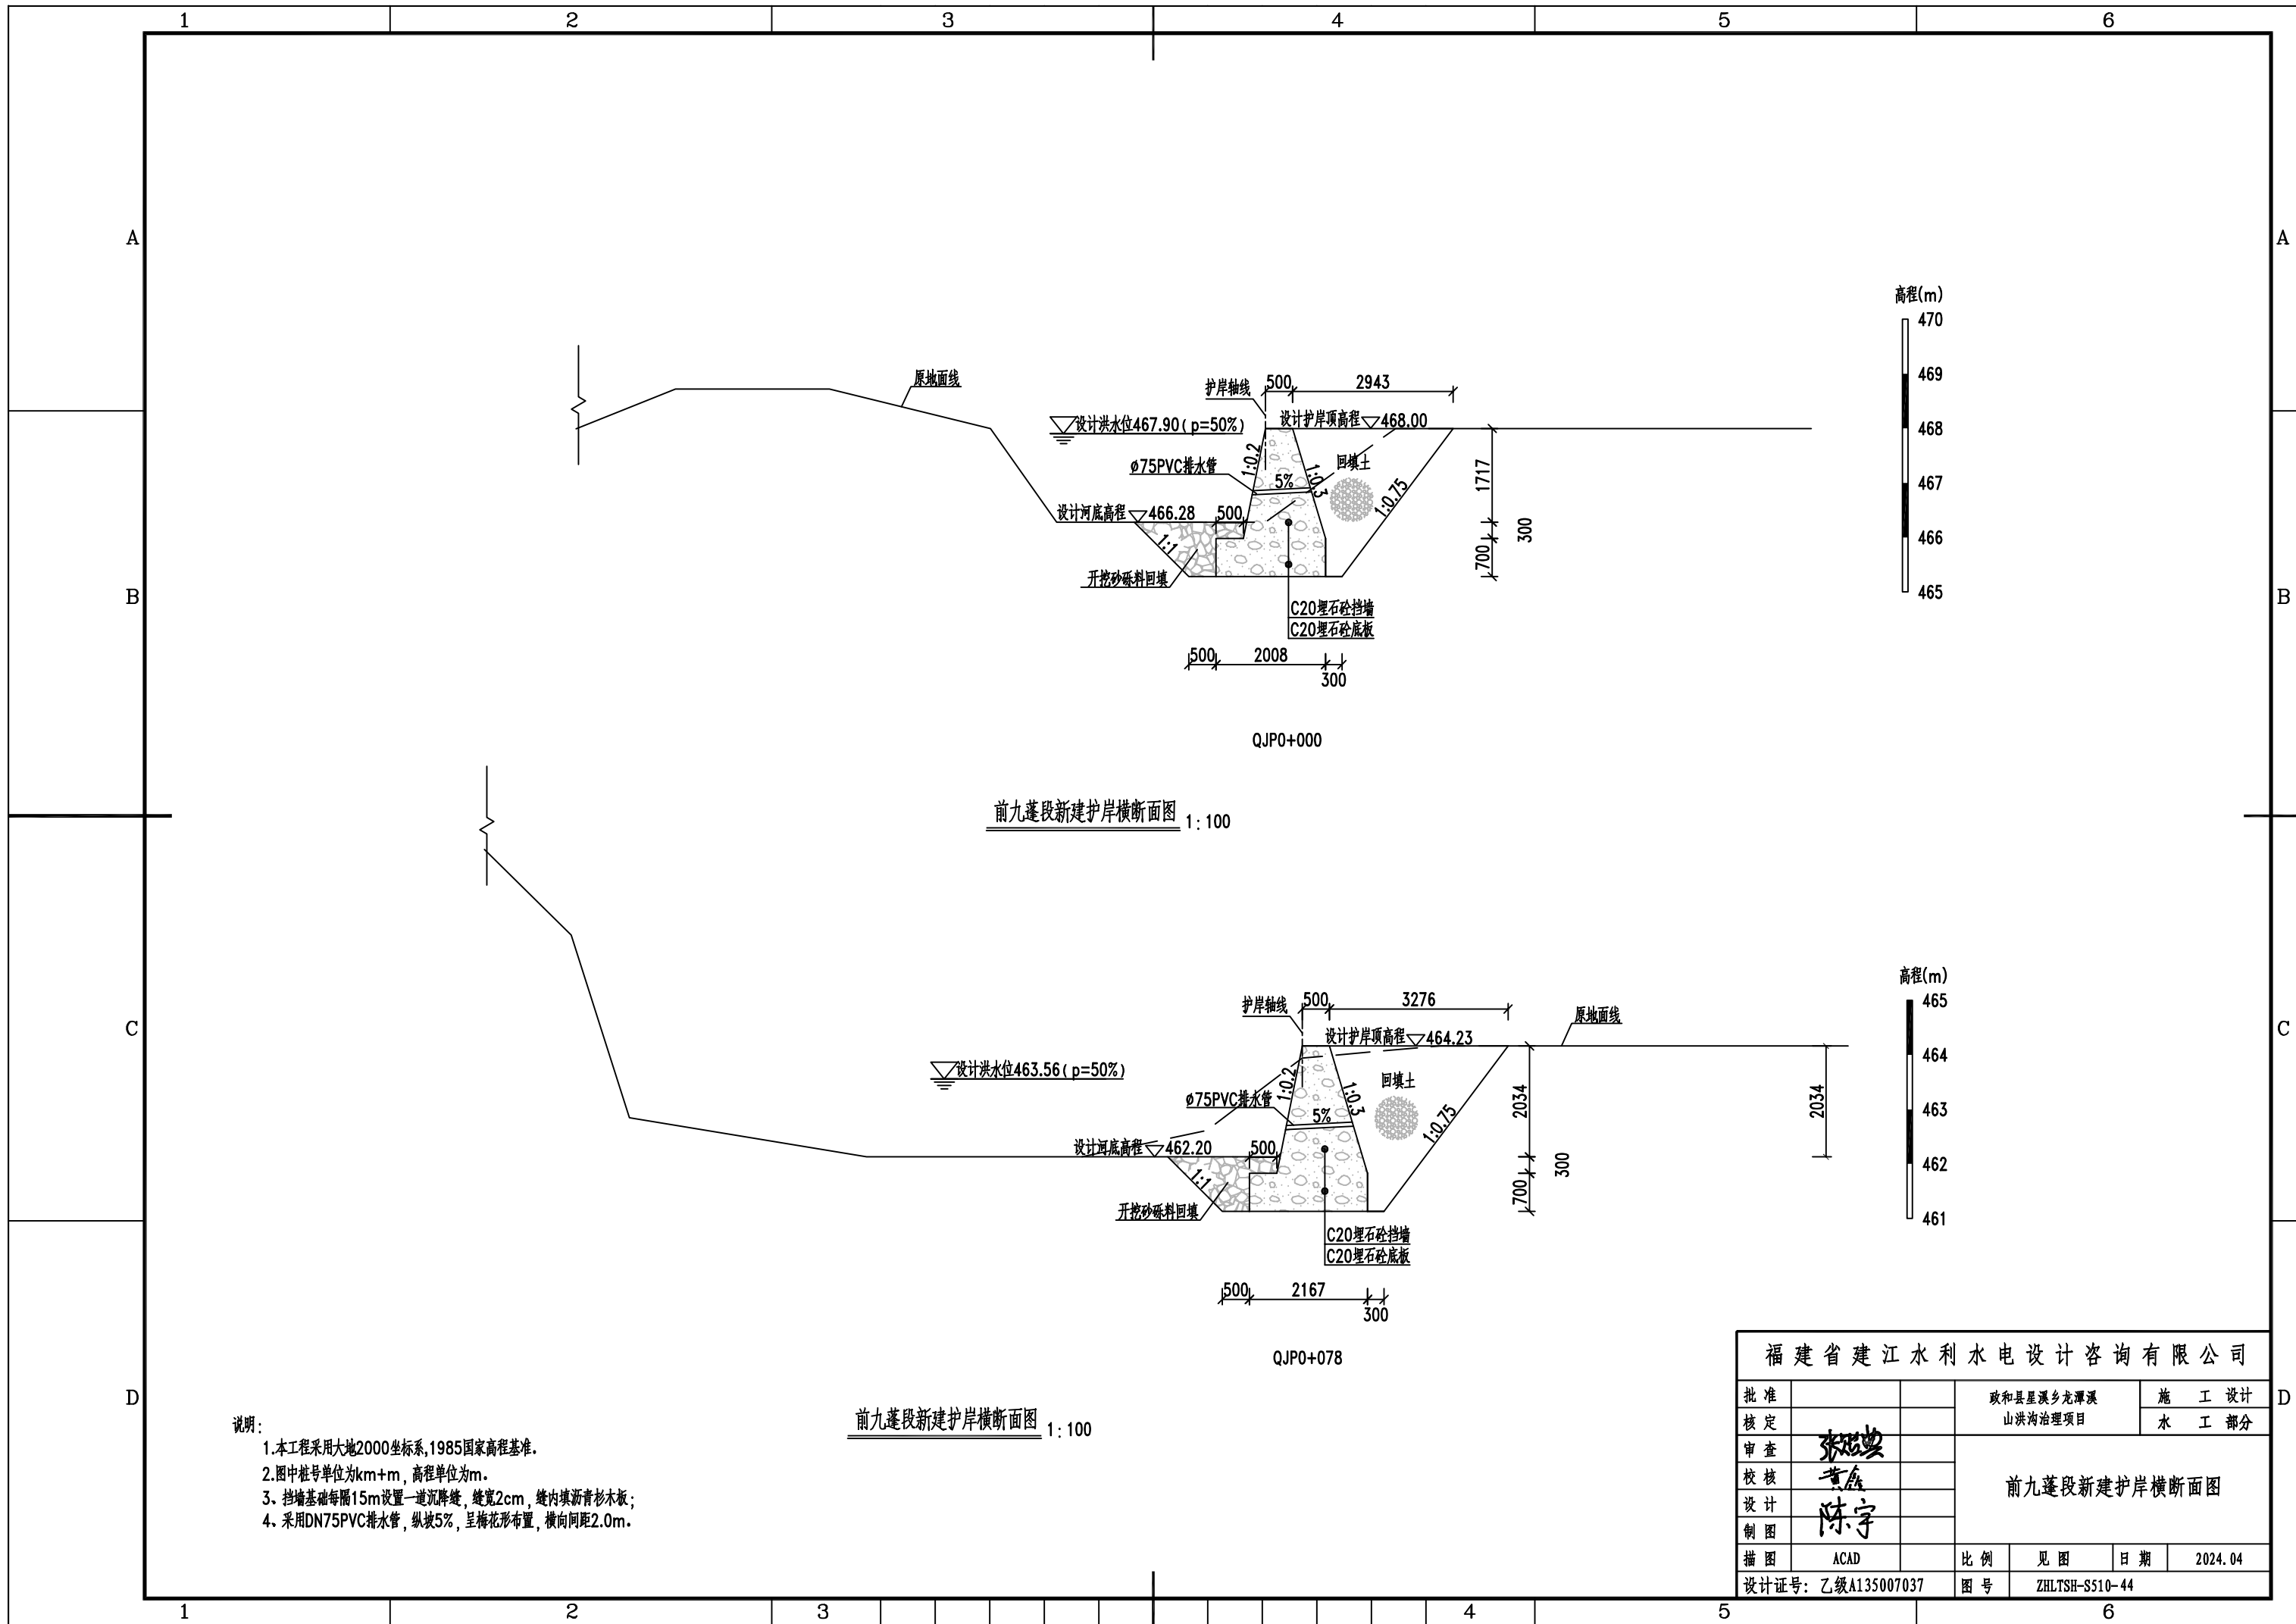 1 2 3 4 5 6
A A
B B
C C
D D
高程(m)
470
469
468
467
466
465
原地面线
护岸轴线
500 2943
设计洪水位467.90(p=50%)
设计护岸顶高程 468.00
ø75PVC排水管
1:0.2
5%
1:0.3
回填土
1:0.75
1717
300
700
设计河底高程 466.28
500
1:1
开挖砂砾料回填
C20埋石砼挡墙
C20埋石砼底板
500 2008
300
QJP0+000
前九蓬段新建护岸横断面图 1:100
高程(m)
465
464
463
462
461
护岸轴线
500 3276
原地面线
设计护岸顶高程 464.23
设计洪水位463.56(p=50%)
ø75PVC排水管
1:0.2
5%
1:0.3
回填土
1:0.75
2034
2034
300
700
设计河底高程 462.20
500
1:1
开挖砂砾料回填
C20埋石砼挡墙
C20埋石砼底板
500 2167
300
QJP0+078
前九蓬段新建护岸横断面图 1:100
说明:
1.本工程采用大地2000坐标系,1985国家高程基准。
2.图中桩号单位为km+m,高程单位为m。
3、挡墙基础每隔15m设置一道沉降缝,缝宽2cm,缝内填沥青杉木板;
4、采用DN75PVC排水管,纵坡5%,呈梅花形布置,横向间距2.0m。
福建省建江水利水电设计咨询有限公司
批准
核定
审查
校核 黄鑫
设计 陈宇
制图
描图 ACAD
政和县星溪乡龙潭溪
山洪沟治理项目
施工 设计
水工 部分
前九蓬段新建护岸横断面图
比例 见图 日期 2024.04
设计证号: 乙级A135007037 图号 ZHLTSH-S510-44
1 2 3 4 5 6